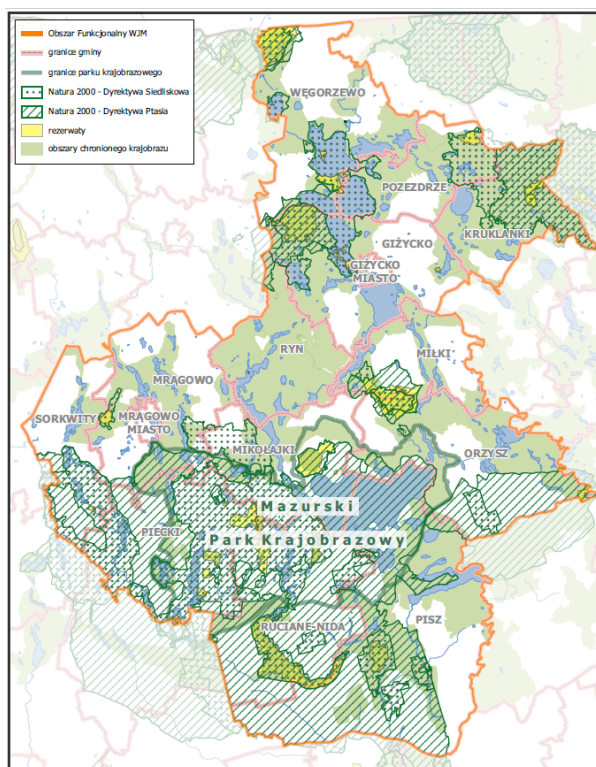 Obszar Funkcjonalny WJM
granice gminy
granice parku krajobrazowego
Natura 2000 - Dyrektywa Siedliskowa
Natura 2000 - Dyrektywa Ptasia
rezerwaty
obszary chronionego krajobrazu
WĘGORZEWO
POZEZDRZE
KRUKLANKI
GIŻYCKO
GIŻYCKO
MIASTO
RYN
MIŁKI
MRĄGOWO
SORKWITY
MRĄGOWO
MIASTO
MIKOŁAJKI
ORZYSZ
Mazurski
Park Krajobrazowy
PIECKI
RUCIANE-NIDA
PISZ